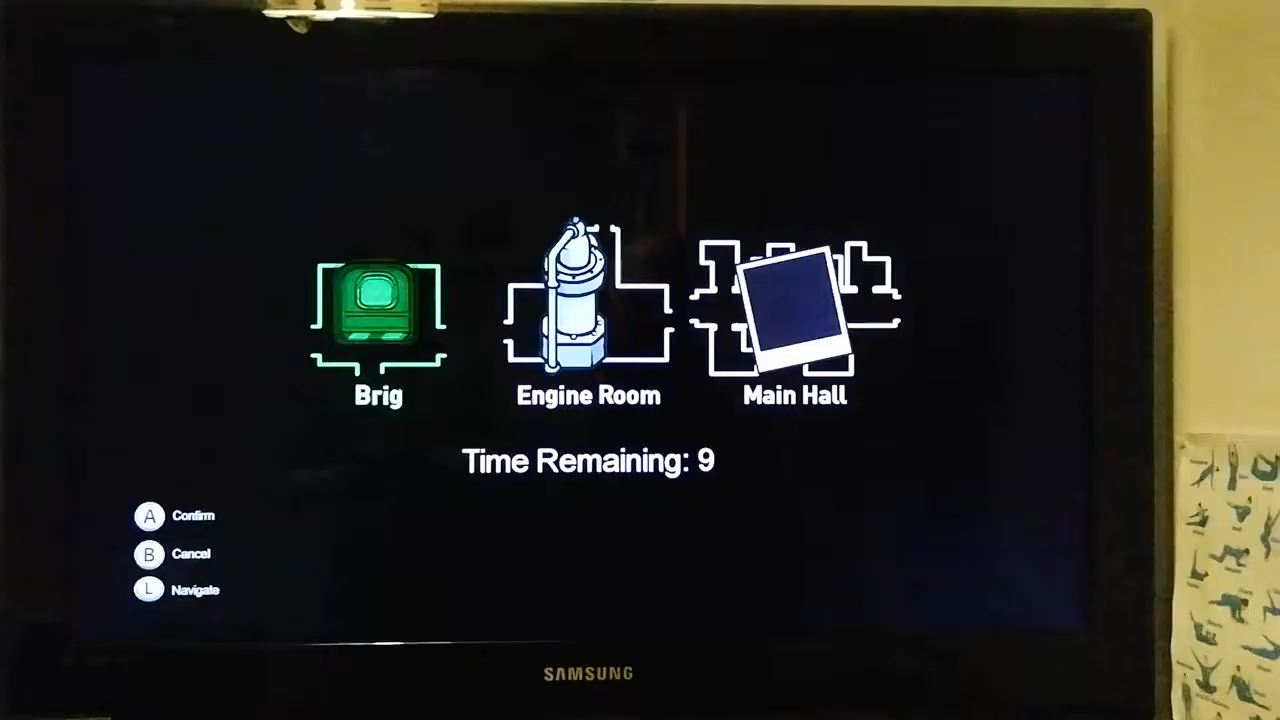 Brig
Engine Room
Main Hall
Time Remaining: 9
A Confirm
B Cancel
L Navigate
SAMSUNG